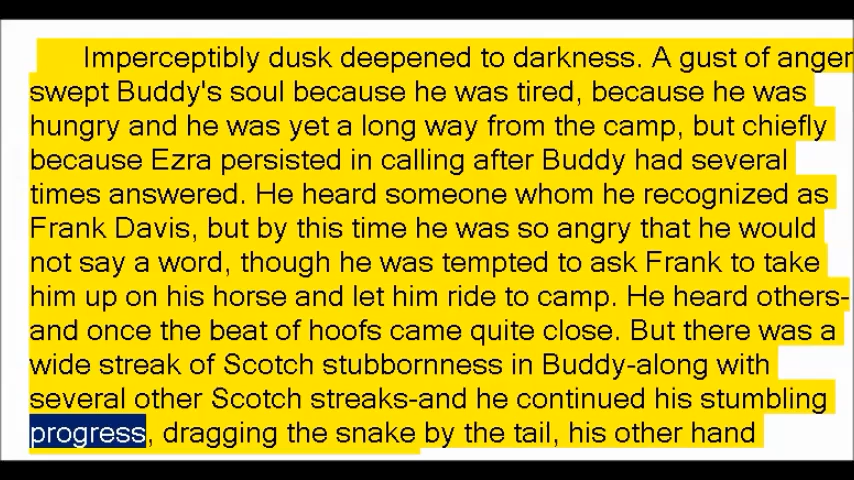 Imperceptibly dusk deepened to darkness. A gust of anger
swept Buddy's soul because he was tired, because he was
hungry and he was yet a long way from the camp, but chiefly
because Ezra persisted in calling after Buddy had several
times answered. He heard someone whom he recognized as
Frank Davis, but by this time he was so angry that he would
not say a word, though he was tempted to ask Frank to take
him up on his horse and let him ride to camp. He heard others-
and once the beat of hoofs came quite close. But there was a
wide streak of Scotch stubbornness in Buddy-along with
several other Scotch streaks-and he continued his stumbling
progress, dragging the snake by the tail, his other hand